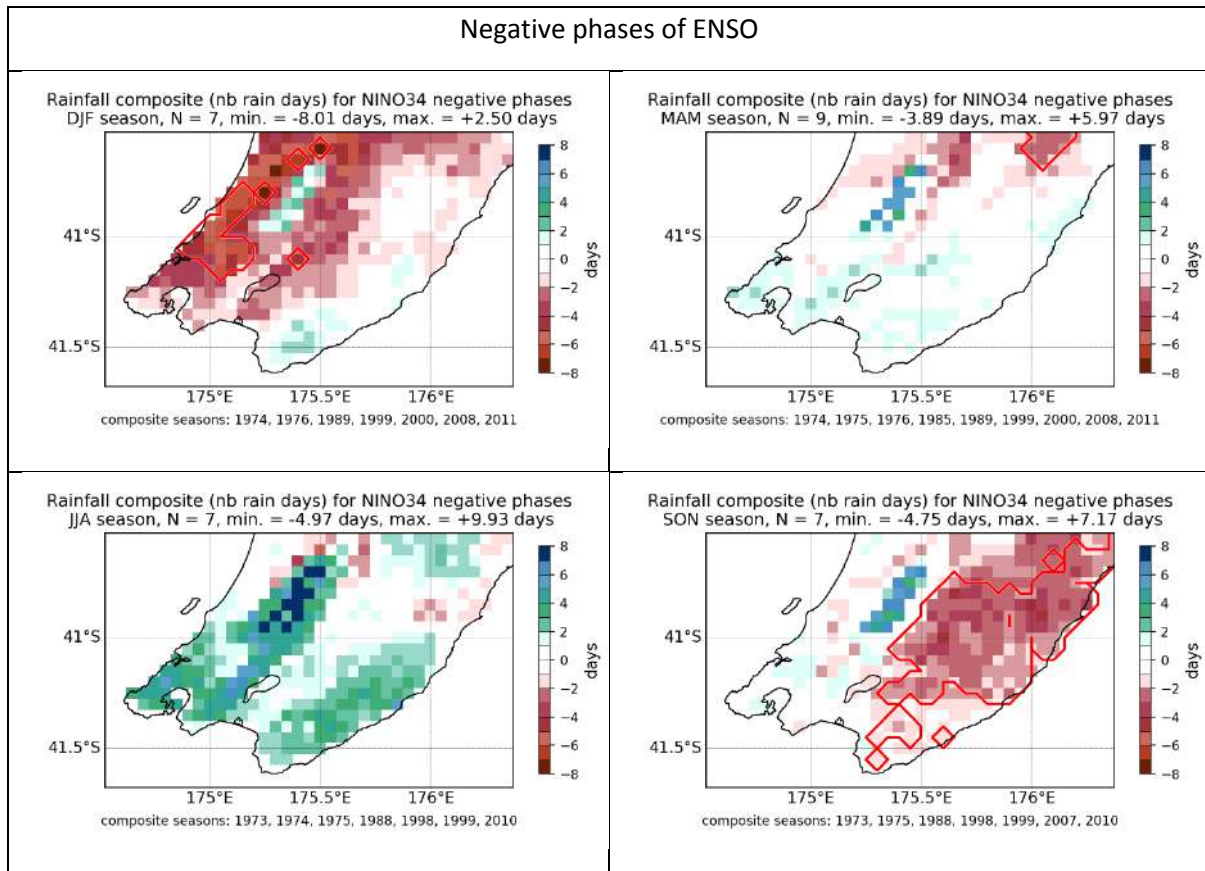 Negative phases of ENSO
Rainfall composite (nb rain days) for NINO34 negative phases
DJF season, N = 7, min. = -8.01 days, max. = +2.50 days
8
6
4
2
0
−2
−4
−6
−8
days
41°S
41.5°S
175°E
175.5°E
176°E
composite seasons: 1974, 1976, 1989, 1999, 2000, 2008, 2011
Rainfall composite (nb rain days) for NINO34 negative phases
MAM season, N = 9, min. = -3.89 days, max. = +5.97 days
8
6
4
2
0
−2
−4
−6
−8
days
41°S
41.5°S
175°E
175.5°E
176°E
composite seasons: 1974, 1975, 1976, 1985, 1989, 1999, 2000, 2008, 2011
Rainfall composite (nb rain days) for NINO34 negative phases
JJA season, N = 7, min. = -4.97 days, max. = +9.93 days
8
6
4
2
0
−2
−4
−6
−8
days
41°S
41.5°S
175°E
175.5°E
176°E
composite seasons: 1973, 1974, 1975, 1988, 1998, 1999, 2010
Rainfall composite (nb rain days) for NINO34 negative phases
SON season, N = 7, min. = -4.75 days, max. = +7.17 days
8
6
4
2
0
−2
−4
−6
−8
days
41°S
41.5°S
175°E
175.5°E
176°E
composite seasons: 1973, 1975, 1988, 1998, 1999, 2007, 2010